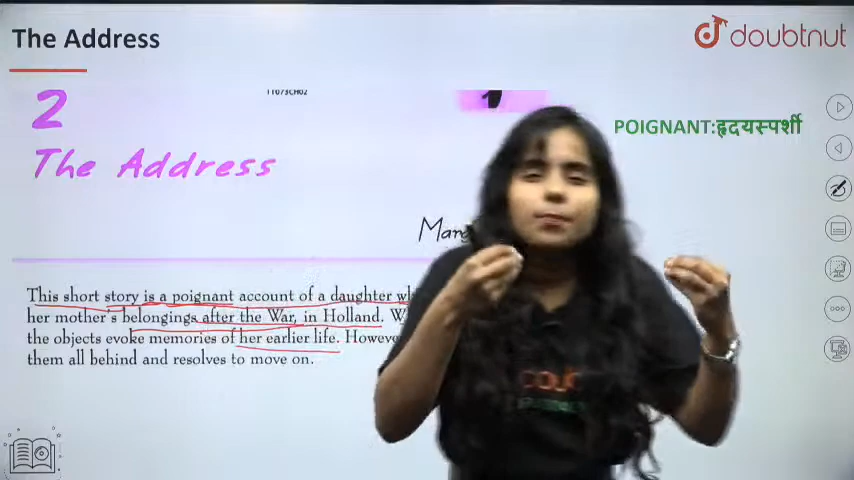 The Address
doubtnut
2
11073CH02
POIGNANT:हृदयस्पर्शी
The Address
This short story is a poignant account of a daughter
her mother's belongings after the War, in Holland.
the objects evoke memories of her earlier life.
them all behind and resolves to move on.